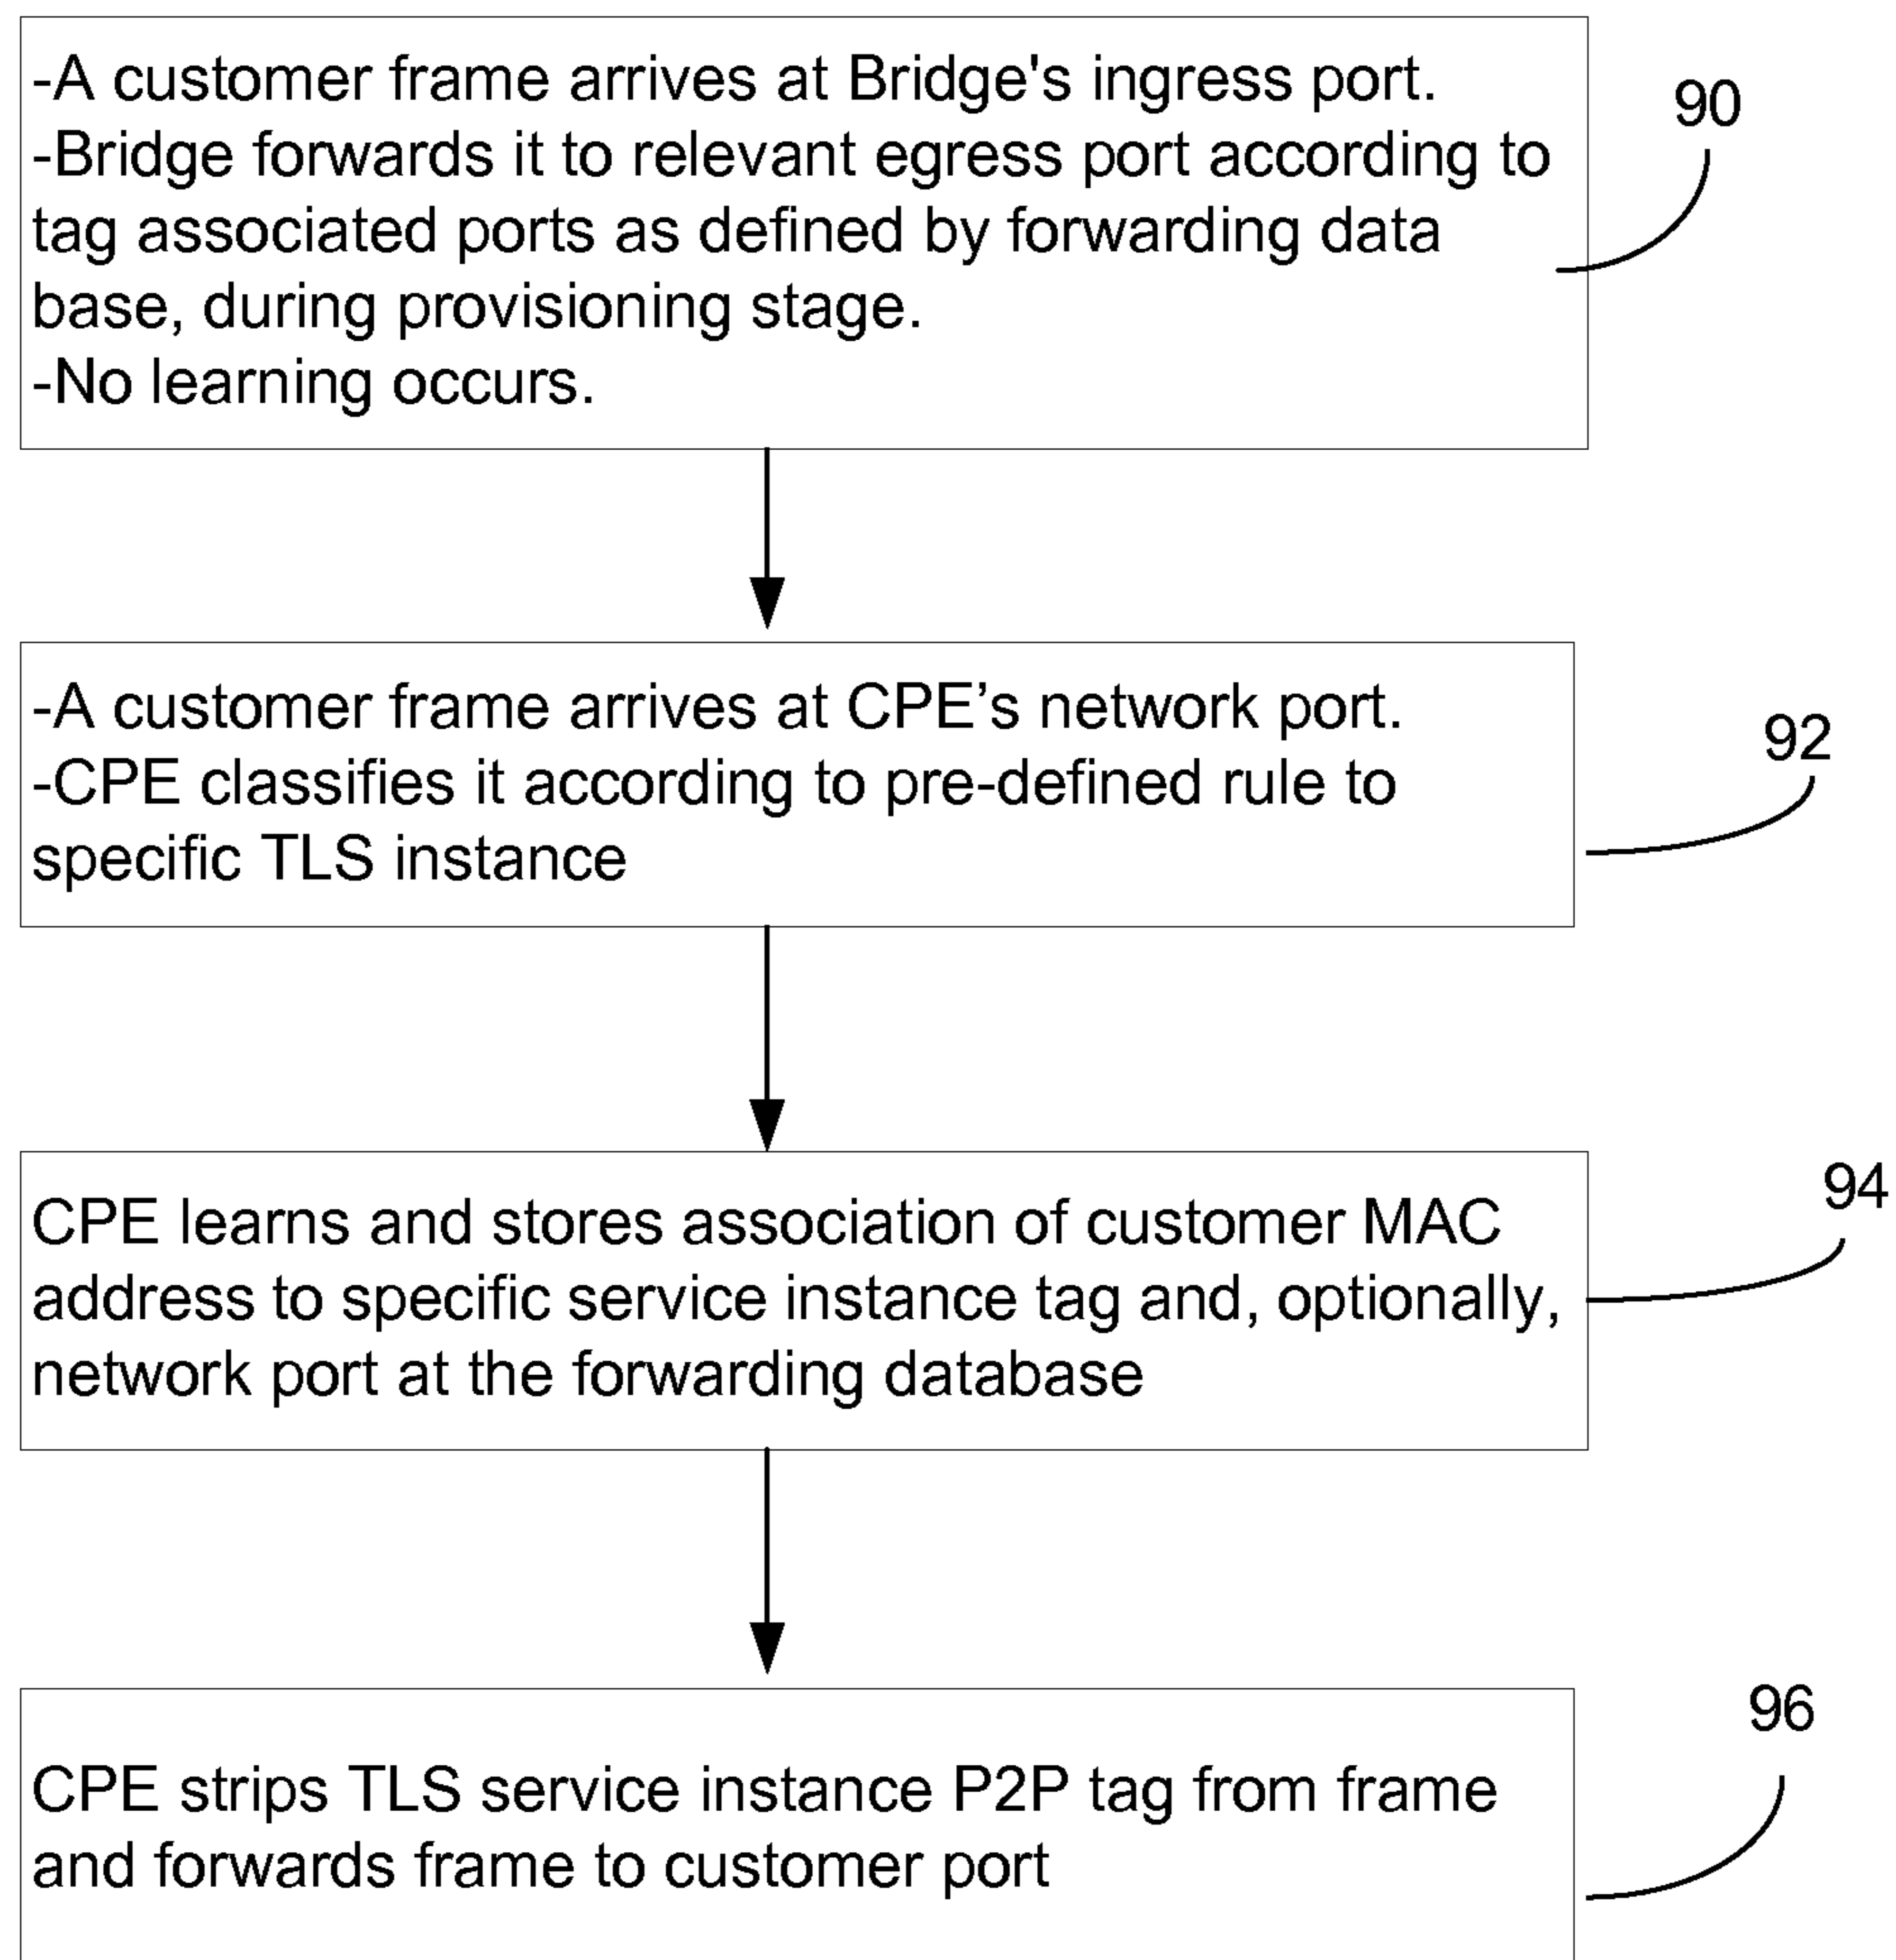 -A customer frame arrives at Bridge's ingress port.
-Bridge forwards it to relevant egress port according to
tag associated ports as defined by forwarding data
base, during provisioning stage.
-No learning occurs.
90
-A customer frame arrives at CPE’s network port.
-CPE classifies it according to pre-defined rule to
specific TLS instance
92
CPE learns and stores association of customer MAC
address to specific service instance tag and, optionally,
network port at the forwarding database
94
CPE strips TLS service instance P2P tag from frame
and forwards frame to customer port
96